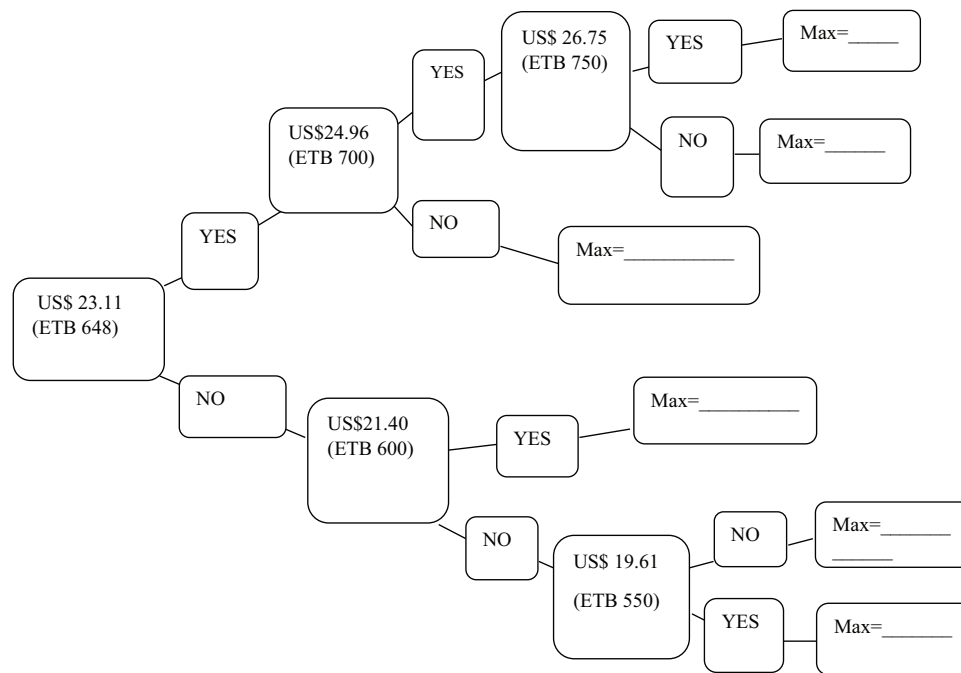 US$ 26.75
(ETB 750)
YES
Max=_____
YES
NO
Max=______
US$24.96
(ETB 700)
NO
Max=___________
YES
US$ 23.11
(ETB 648)
NO
US$21.40
(ETB 600)
YES
Max=__________
NO
US$ 19.61
(ETB 550)
NO
Max=_______
______
YES
Max=_______